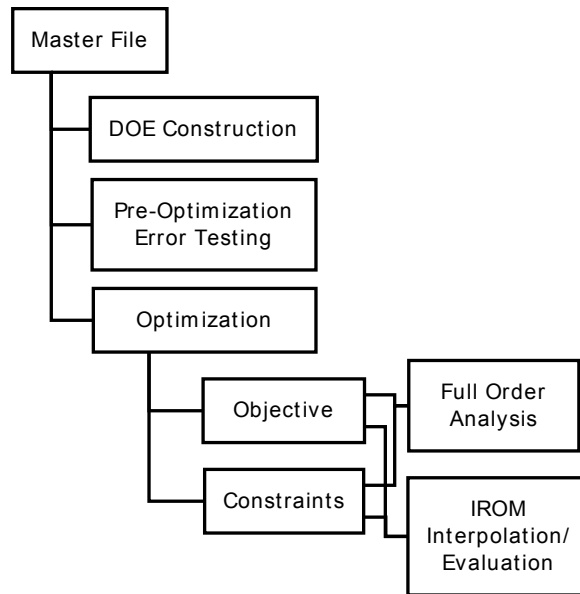 Master File
DOE Construction
Pre-Optimization
Error Testing
Optimization
Objective
Constraints
Full Order
Analysis
IROM
Interpolation/
Evaluation